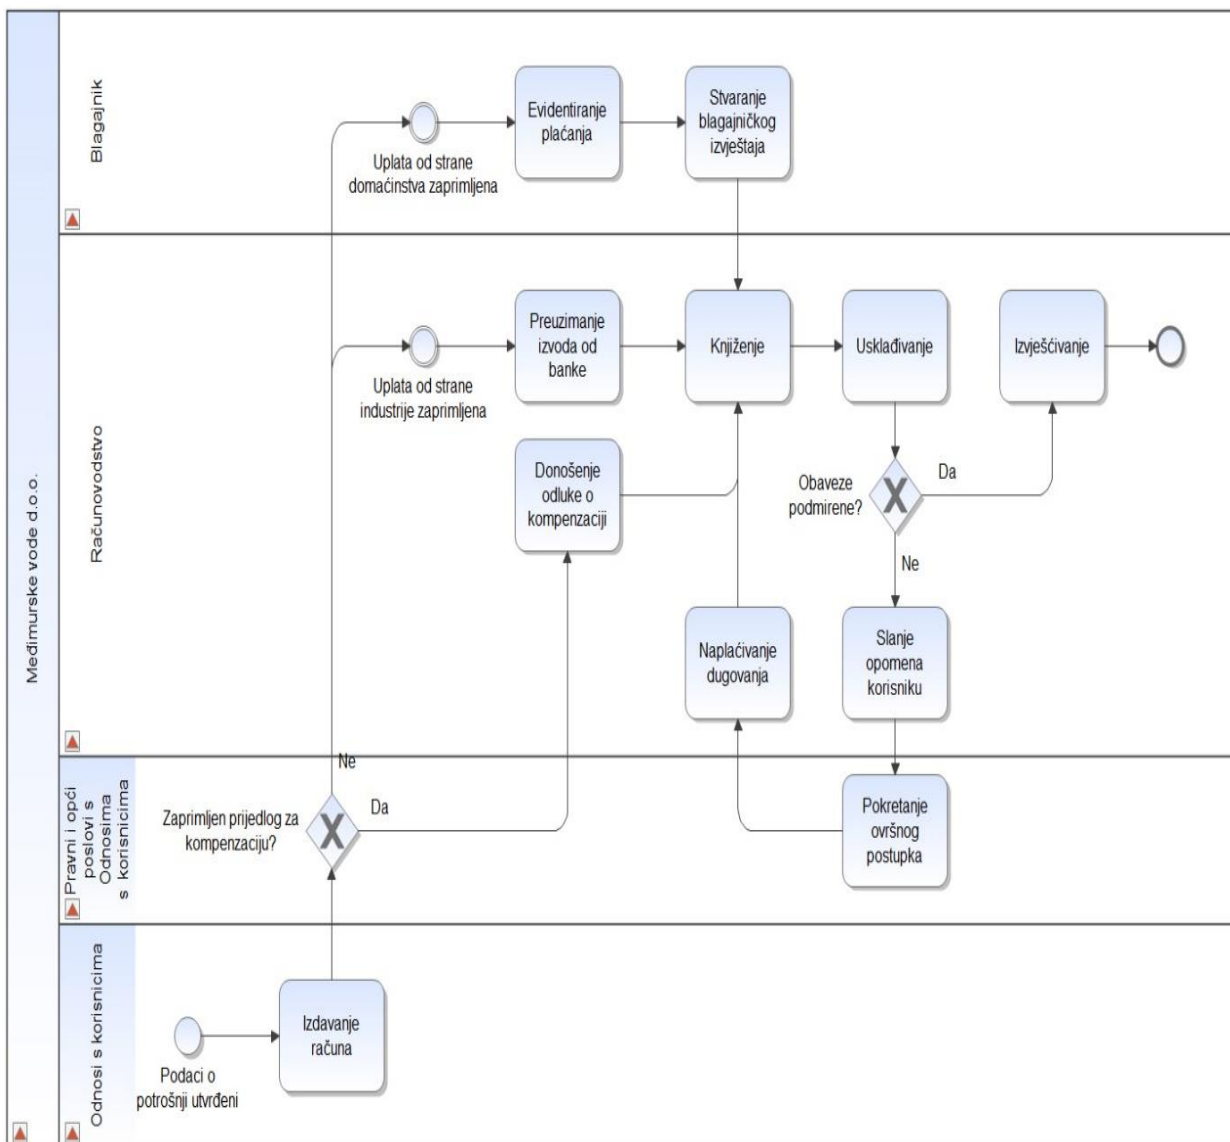 Međimurske vode d.o.o.
Blagajnik
Uplata od strane
domaćinstva zaprimljena
Evidentiranje
plaćanja
Stvaranje
blagajničkog
izvještaja
Računovodstvo
Uplata od strane
industrije zaprimljena
Preuzimanje
izvoda od
banke
Knjiženje
Usklađivanje
Izvješćivanje
Donošenje
odluke o
kompenzaciji
Obaveze
podmirene?
Da
Ne
Naplaćivanje
dugovanja
Slanje
opomena
korisniku
Pravni i opći
poslovi s
Odnosima
s korisnicima
Zaprimljen prijedlog za
kompenzaciju?
Ne
Da
Pokretanje
ovršnog
postupka
Odnosi s korisnicima
Podaci o
potrošnji utvrđeni
Izdavanje
računa